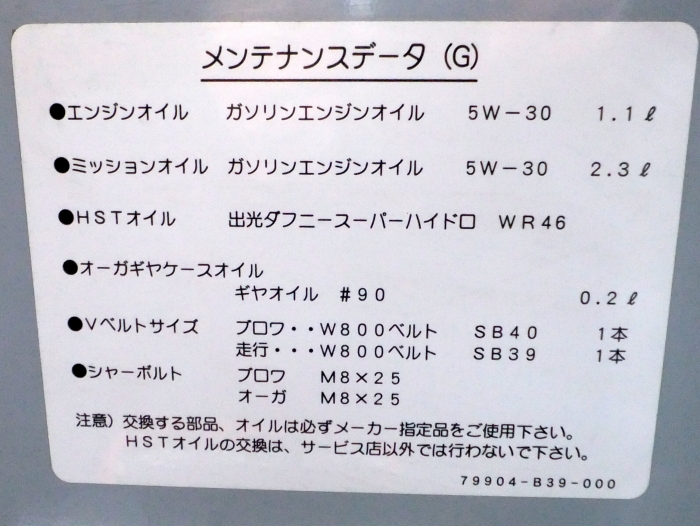 メンテナンスデータ（G）
●エンジンオイル　ガソリンエンジンオイル　5W－30　1.1ℓ
●ミッションオイル　ガソリンエンジンオイル　5W－30　2.3ℓ
●HSTオイル　出光ダフニースーパーハイドロ　WR46
●オーガギヤケースオイル
ギヤオイル　#90　0.2ℓ
●Vベルトサイズ　ブロワ・・W800ベルト　SB40　1本
走行・・・W800ベルト　SB39　1本
●シャーボルト　ブロワ　M8×25
オーガ　M8×25
注意）交換する部品、オイルは必ずメーカー指定品をご使用下さい。
HSTオイルの交換は、サービス店以外では行わないで下さい。
79904-B39-000